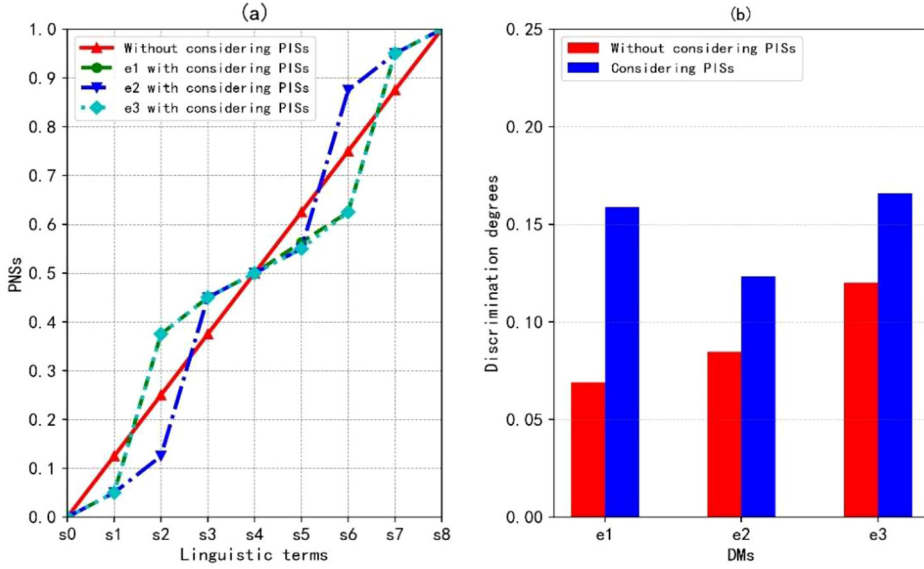 (a)
1.0
0.9
0.8
0.7
0.6
0.5
0.4
0.3
0.2
0.1
0.0
PNSs
Without considering PISs
e1 with considering PISs
e2 with considering PISs
e3 with considering PISs
s0 s1 s2 s3 s4 s5 s6 s7 s8
Linguistic terms
(b)
0.25
0.20
0.15
0.10
0.05
0.00
Discrimination degrees
Without considering PISs
Considering PISs
e1 e2 e3
DMs